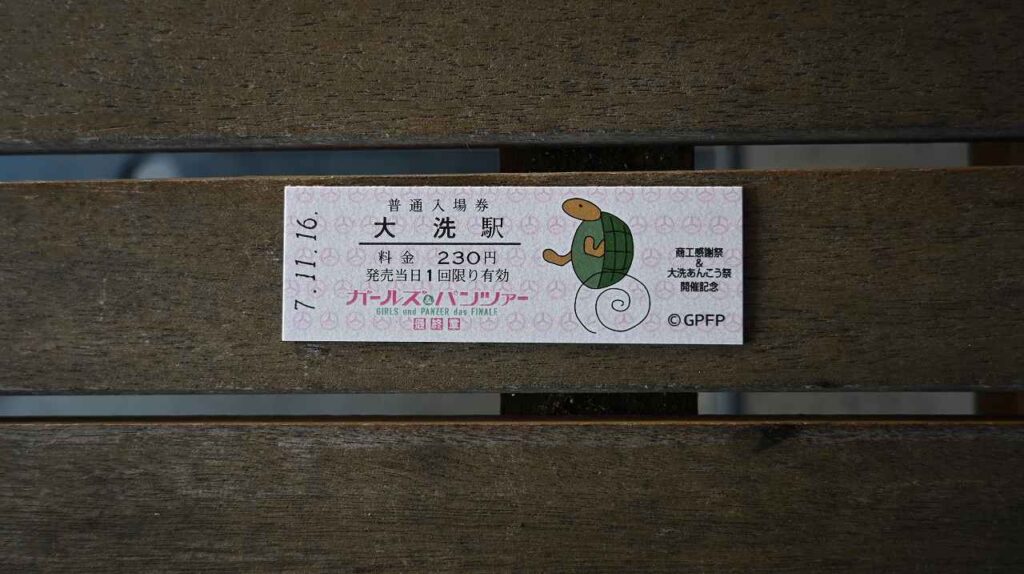 7.11.16.
普通入場券
大洗駅
料金 230円
発売当日1回限り有効
ガールズ&パンツァー
GIRLS und PANZER das FINALE
最終章
商工感謝祭
&
大洗あんこう祭
開催記念
©GPFP